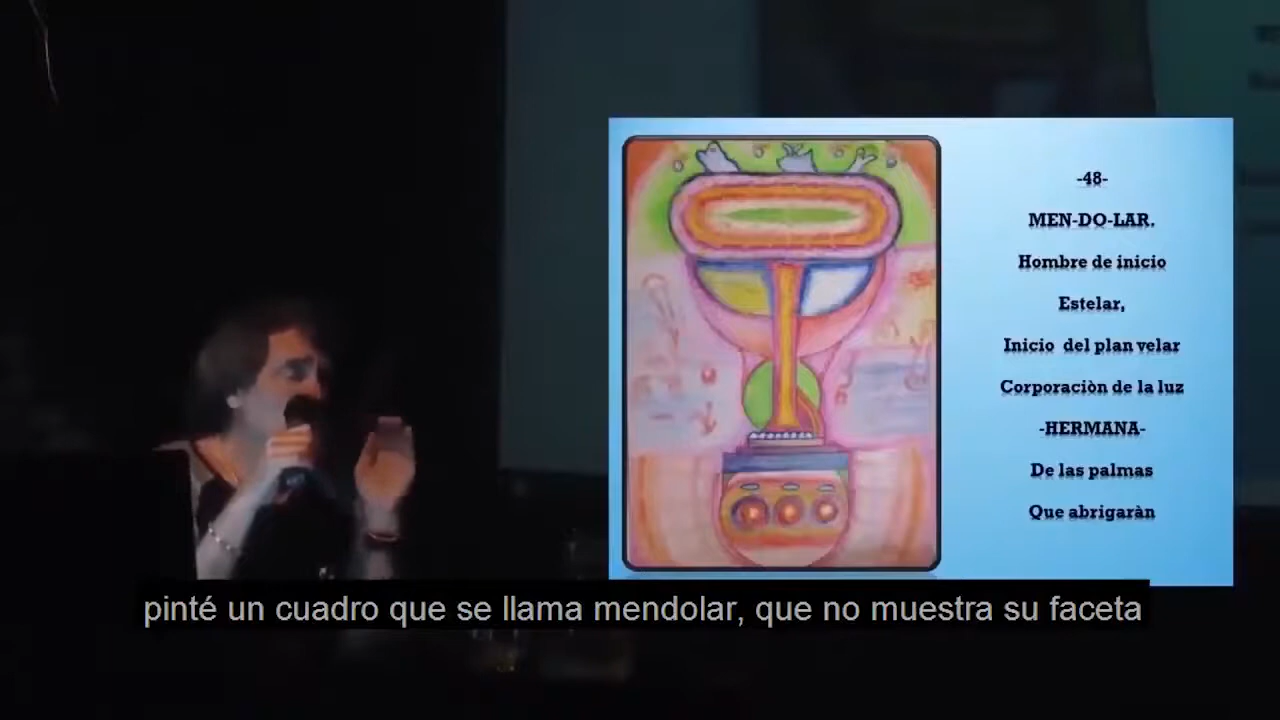 -48-
MEN-DO-LAR.
Hombre de inicio
Estelar,
Inicio  del plan velar
Corporaciòn de la luz
-HERMANA-
De las palmas
Que abrigaràn
pinté un cuadro que se llama mendolar, que no muestra su faceta